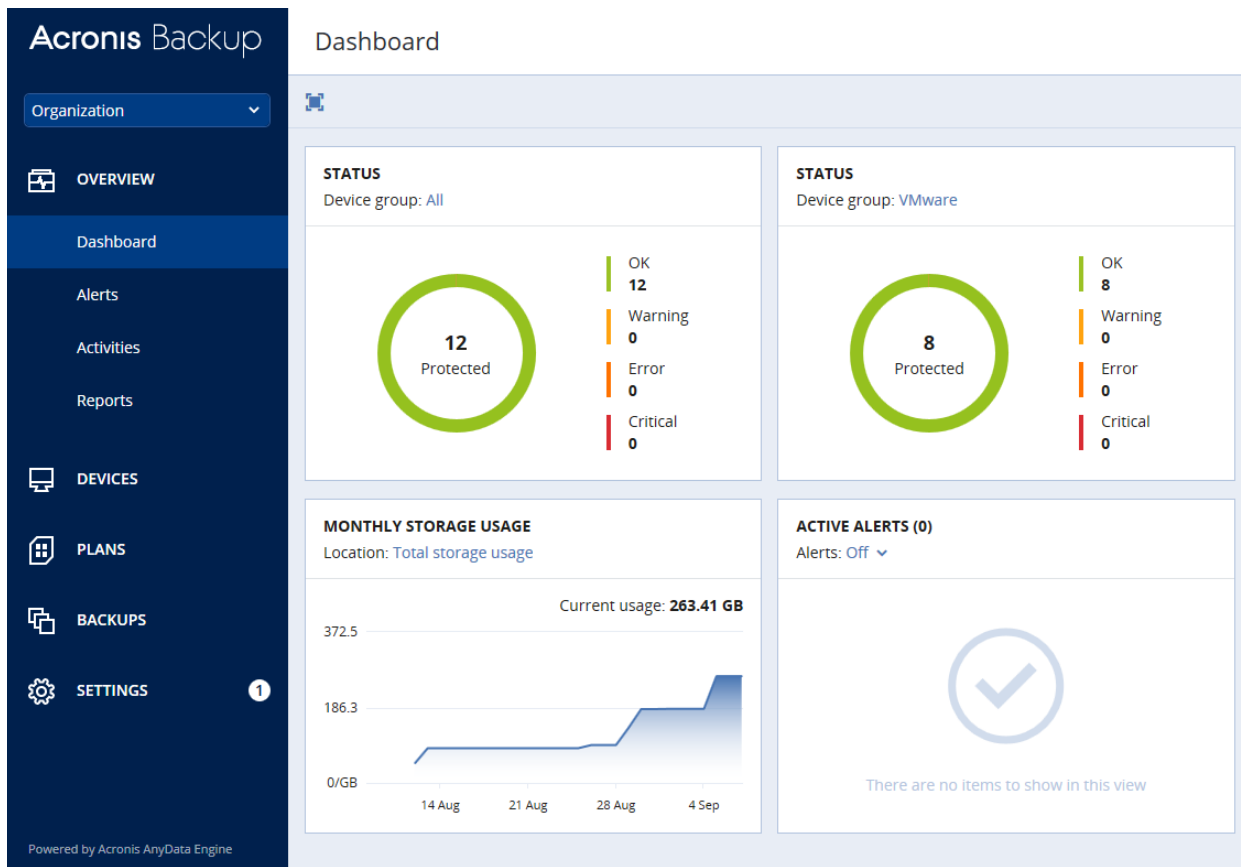 Acronis Backup
Organization
OVERVIEW
Dashboard
Alerts
Activities
Reports
DEVICES
PLANS
BACKUPS
SETTINGS
1
Powered by Acronis AnyData Engine
Dashboard
STATUS
Device group: All
12
Protected
OK
12
Warning
0
Error
0
Critical
0
STATUS
Device group: VMware
8
Protected
OK
8
Warning
0
Error
0
Critical
0
MONTHLY STORAGE USAGE
Location: Total storage usage
Current usage: 263.41 GB
372.5
186.3
0/GB
14 Aug
21 Aug
28 Aug
4 Sep
ACTIVE ALERTS (0)
Alerts: Off
There are no items to show in this view